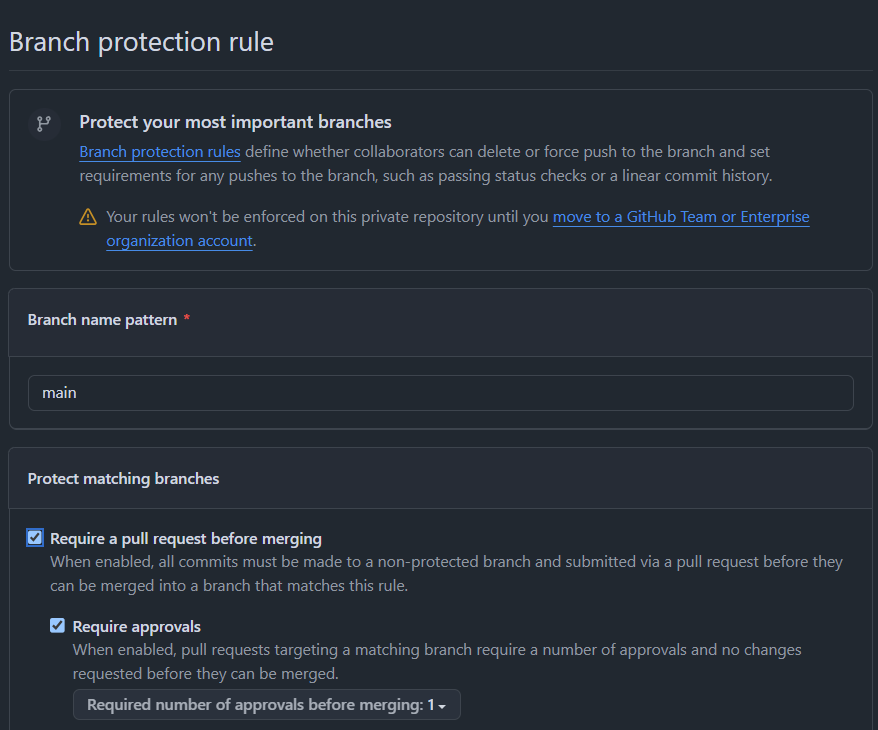 Branch protection rule
Protect your most important branches
Branch protection rules define whether collaborators can delete or force push to the branch and set
requirements for any pushes to the branch, such as passing status checks or a linear commit history.
Your rules won't be enforced on this private repository until you move to a GitHub Team or Enterprise
organization account.
Branch name pattern *
main
Protect matching branches
Require a pull request before merging
When enabled, all commits must be made to a non-protected branch and submitted via a pull request before they
can be merged into a branch that matches this rule.
Require approvals
When enabled, pull requests targeting a matching branch require a number of approvals and no changes
requested before they can be merged.
Required number of approvals before merging: 1